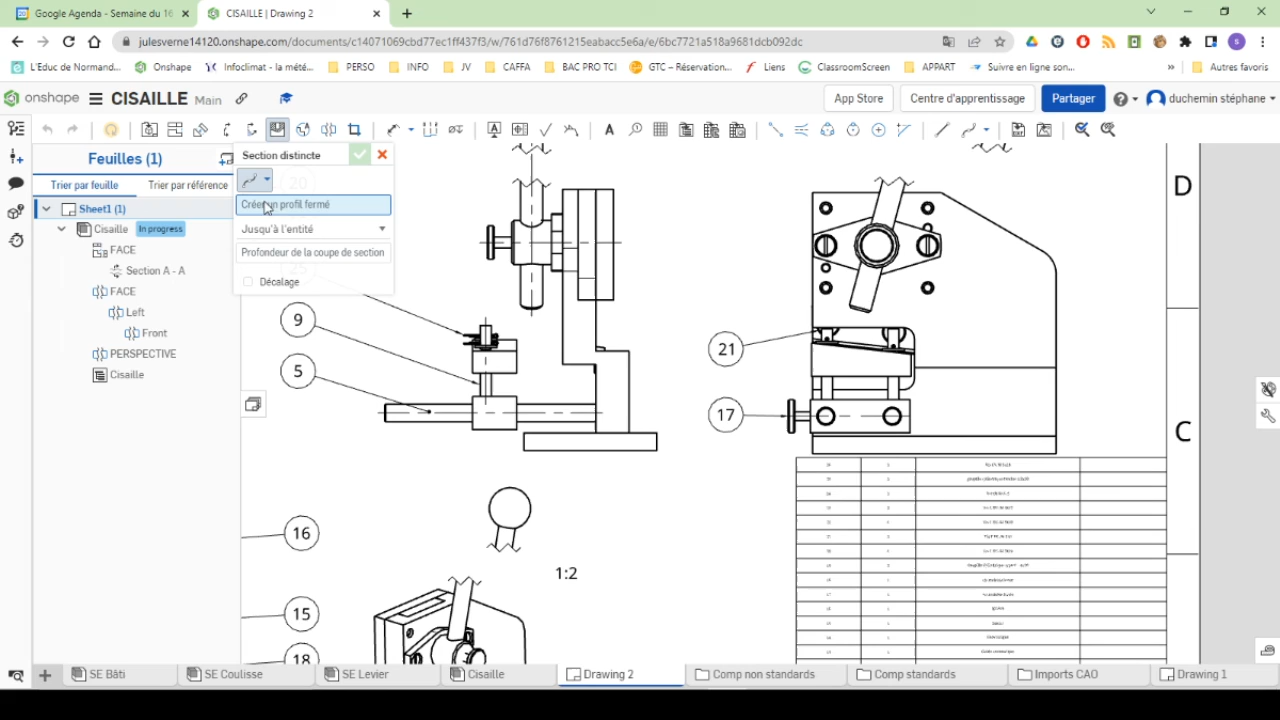 Google Agenda - Semaine du 16
CISAILLE | Drawing 2
julesverne14120.onshape.com/documents/c14071069cbd77ec1ff437f3/w/761d76f8761215eabacc5e6a/e/6bc7721a518a9681dcb092dc
L'Educ de Normand...
Onshape
Infoclimat - la mété...
PERSO
INFO
JV
CAFFA
BAC PRO TCI
GTC – Réservation...
Liens
ClassroomScreen
APPART
Suivre en ligne son...
»
Autres favoris
onshape
CISAILLE
Main
App Store
Centre d'apprentissage
Partager
duchemin stéphane
Feuilles (1)
Section distincte
Trier par feuille
Trier par référence
20
Créer un profil fermé
Sheet1 (1)
Jusqu'à l'entité
Cisaille
In progress
FACE
Profondeur de la coupe de section
Section A - A
25
Décalage
FACE
Left
Front
PERSPECTIVE
Cisaille
D
C
9
5
21
17
16
1:2
15
18
SE Bâti
SE Coulisse
SE Levier
Cisaille
Drawing 2
Comp non standards
Comp standards
Imports CAO
Drawing 1